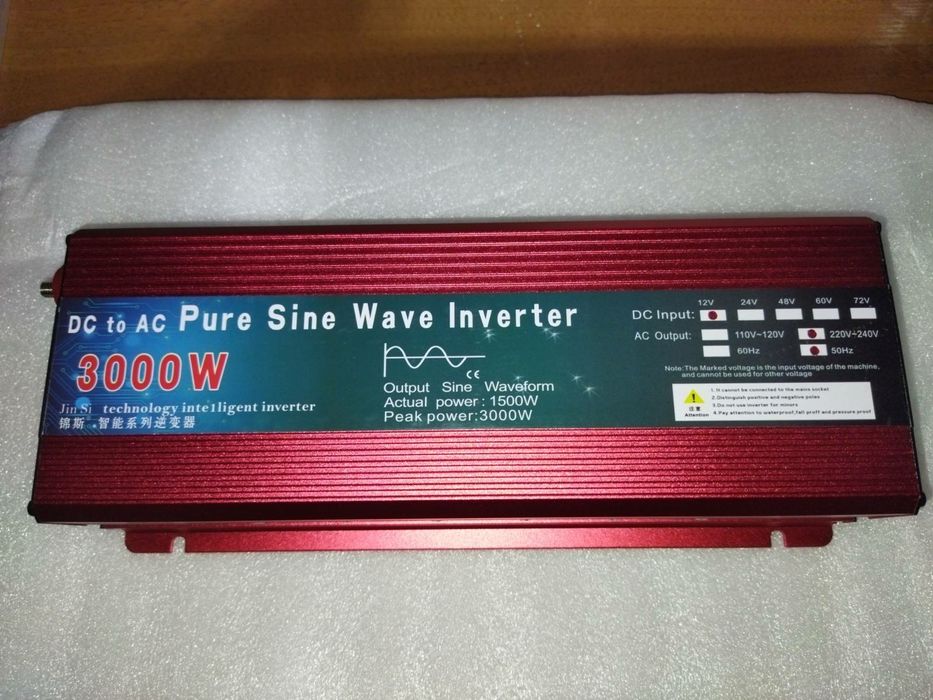 DC to AC Pure Sine Wave Inverter
3000W
Jin Si technology inte1ligent inverter
锦斯.智能系列逆变器
CE
Output Sine Waveform
Actual power: 1500W
Peak power:3000W
12V 24V 48V 60V 72V
DC Input:
AC Output: 110V~120V 220V~240V
60Hz 50Hz
Note:The Marked voltage is the input voltage of the machine,
and cannot be used for other voltage
注意
Attention
1. It cannot be connected to the mains socket
2.Distinguish positive and negative poles
3.Do not use inverter for minors
4.Pay attention to waterproof,fall proff and pressure proof